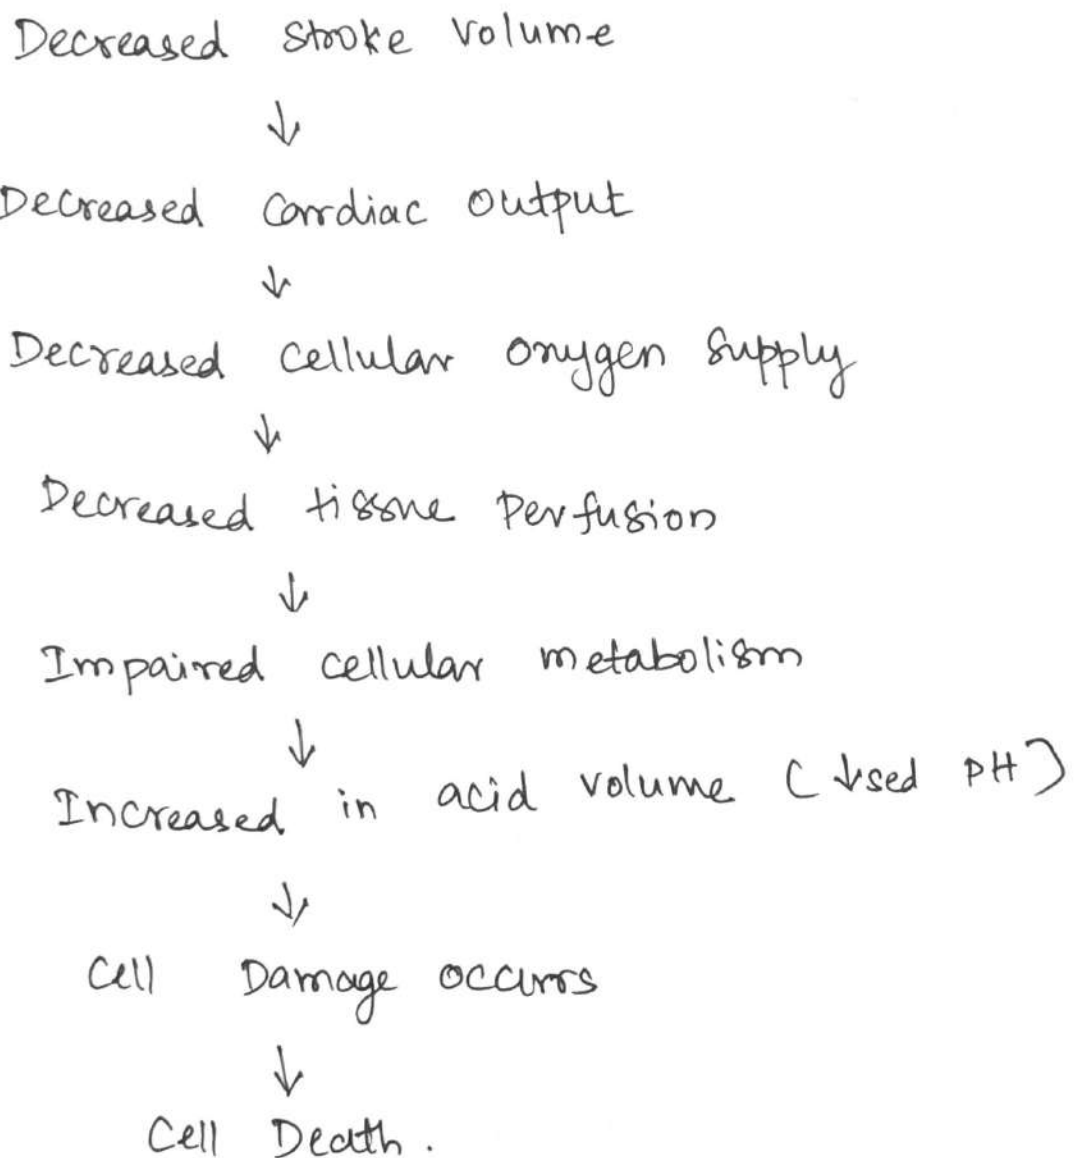 Decreased stroke volume
↓
Decreased cardiac output
↓
Decreased cellular oxygen supply
↓
Decreased tissue perfusion
↓
Impaired cellular metabolism
↓
Increased in acid volume (↓sed PH)
↓
Cell Damage occurs
↓
Cell Death.